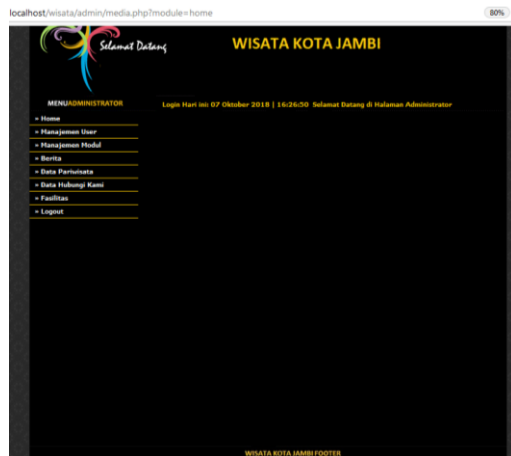 localhost/wisata/admin/media.php?module=home
80%
Selamat Datang
WISATA KOTA JAMBI
MENUADMINISTRATOR
Login Hari ini: 07 Oktober 2018 | 16:26:50 Selamat Datang di Halaman Administrator
» Home
» Manajemen User
» Manajemen Modul
» Berita
» Data Pariwisata
» Data Hubungi Kami
» Fasilitas
» Logout
WISATA KOTA JAMBI FOOTER